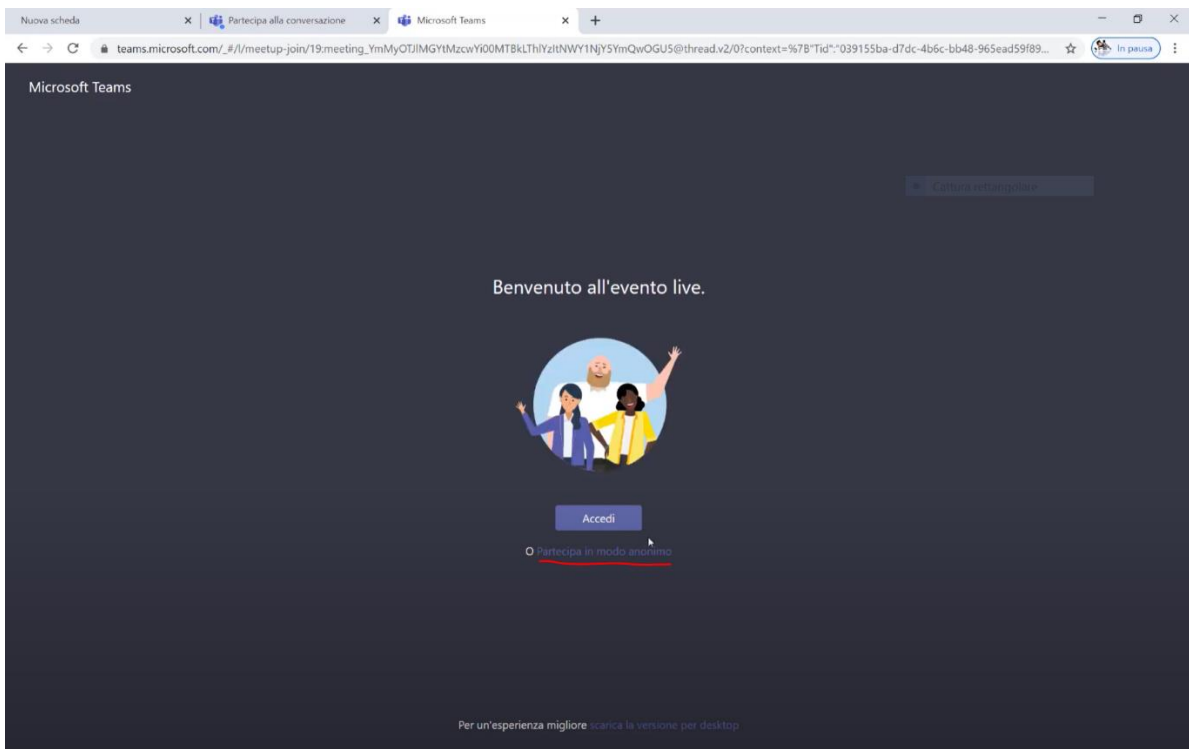 Nuova scheda
Partecipa alla conversazione
Microsoft Teams
teams.microsoft.com/_#/l/meetup-join/19:meeting_YmMyOTJlMGYtMzcwYi00MTBkLThlYzItNWY1NjY5YmQwOGU5@thread.v2/0?context=%7B"Tid":"039155ba-d7dc-4b6c-bb48-965ead59f89...
In pausa
Microsoft Teams
Cattura rettangolare
Benvenuto all'evento live.
Accedi
O Partecipa in modo anonimo
Per un'esperienza migliore scarica la versione per desktop